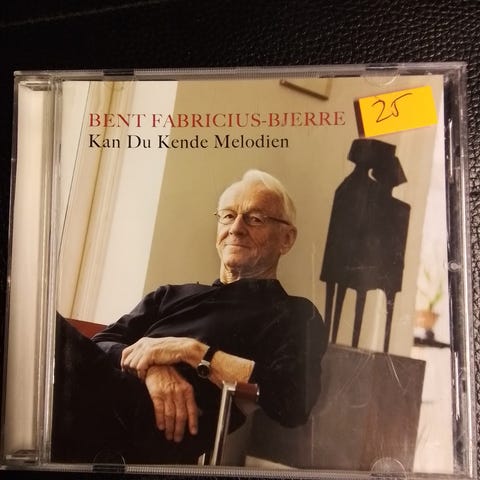 BENT FABRICIUS-BJERRE
Kan Du Kende Melodien
25